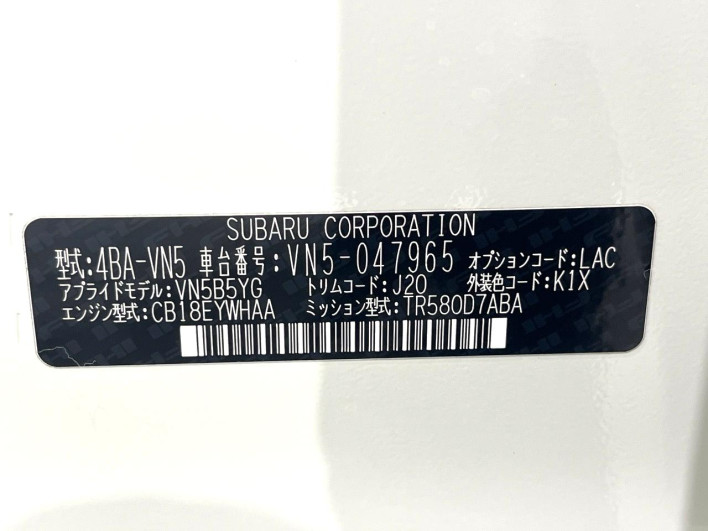 SUBARU CORPORATION
型式:4BA-VN5 車台番号:VN5-047965 オプションコード:LAC
アプライドモデル:VN5B5YG トリムコード:J20 外装色コード:K1X
エンジン型式:CB18EYWHAA ミッション型式:TR580D7ABA